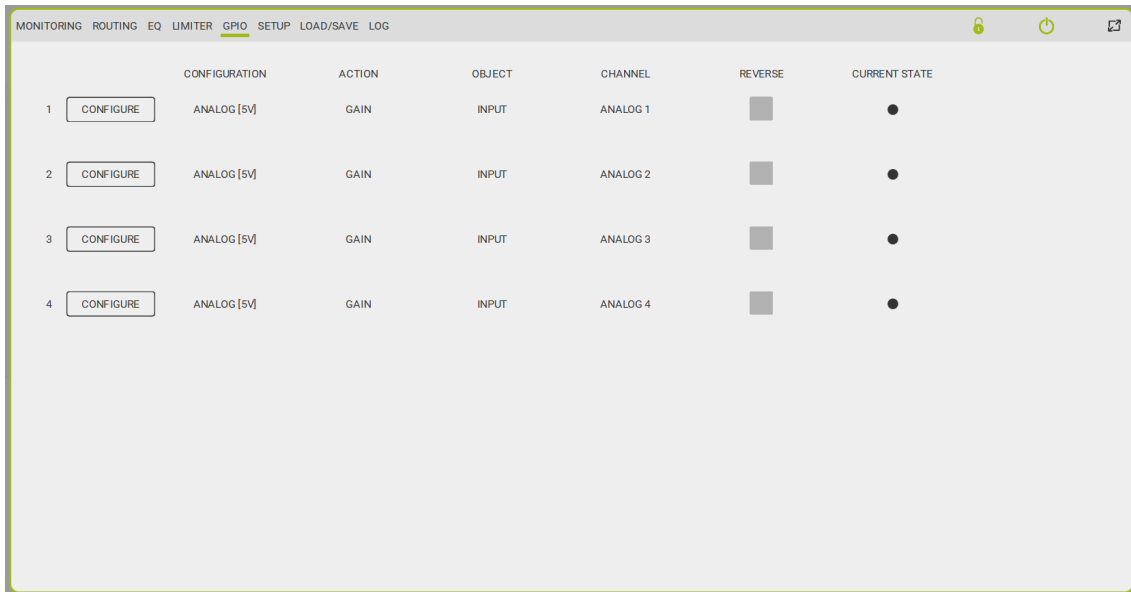 MONITORING ROUTING EQ LIMITER GPIO SETUP LOAD/SAVE LOG
CONFIGURATION ACTION OBJECT CHANNEL REVERSE CURRENT STATE
1 CONFIGURE ANALOG [5V] GAIN INPUT ANALOG 1
2 CONFIGURE ANALOG [5V] GAIN INPUT ANALOG 2
3 CONFIGURE ANALOG [5V] GAIN INPUT ANALOG 3
4 CONFIGURE ANALOG [5V] GAIN INPUT ANALOG 4